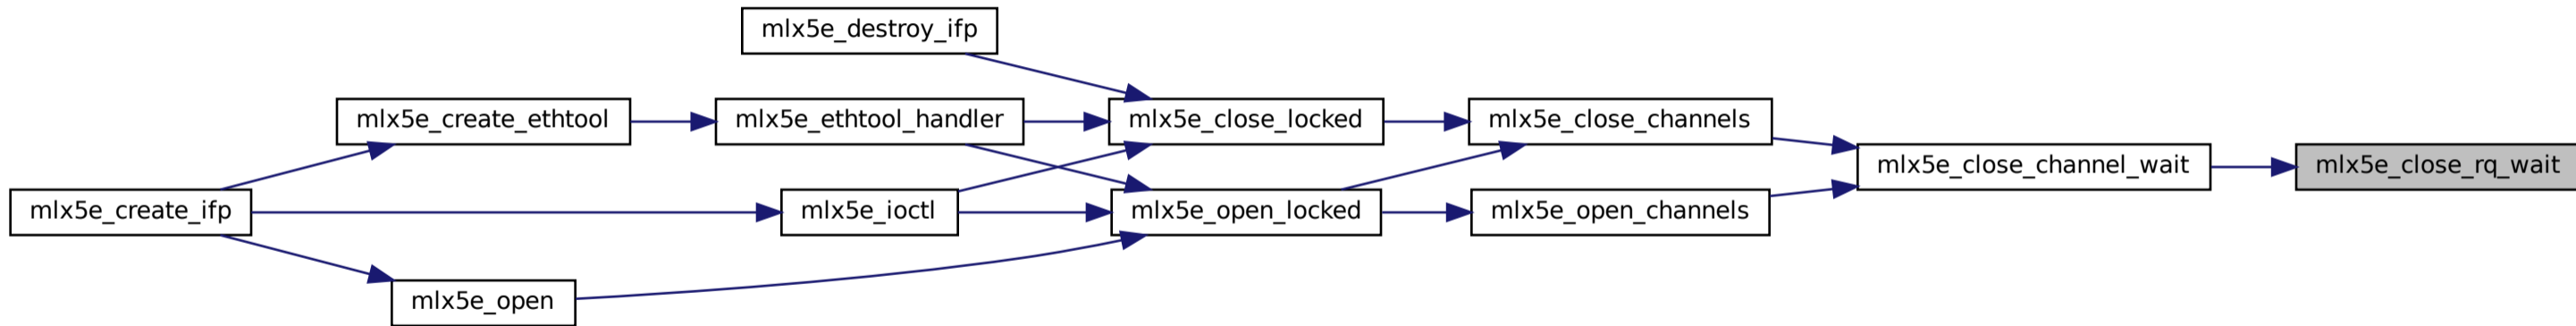 mlx5e_destroy_ifp
mlx5e_create_ethtool
mlx5e_ethtool_handler
mlx5e_close_locked
mlx5e_close_channels
mlx5e_close_channel_wait
mlx5e_close_rq_wait
mlx5e_create_ifp
mlx5e_ioctl
mlx5e_open_locked
mlx5e_open_channels
mlx5e_open